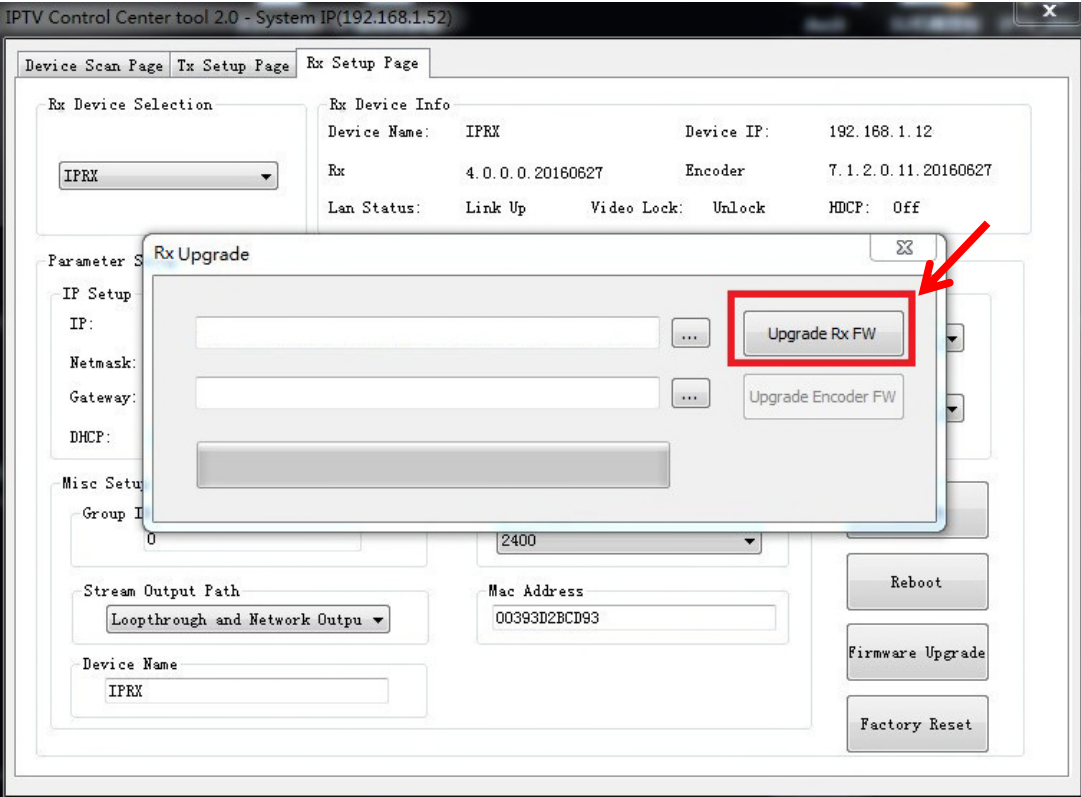 IPTV Control Center tool 2.0 - System IP(192.168.1.52)
Device Scan Page Tx Setup Page Rx Setup Page
Rx Device Selection
IPRX
Rx Device Info
Device Name: IPRX Device IP: 192.168.1.12
Rx 4.0.0.0.20160627 Encoder 7.1.2.0.11.20160627
Lan Status: Link Up Video Lock: Unlock HDCP: Off
Parameter S
IP Setup
IP:
Netmask:
Gateway:
DHCP:
Rx Upgrade
... Upgrade Rx FW
... Upgrade Encoder FW
Misc Setu
Group I
0
2400
Stream Output Path
Loopthrough and Network Outpu
Mac Address
00393D2BCD93
Device Name
IPRX
Reboot
Firmware Upgrade
Factory Reset